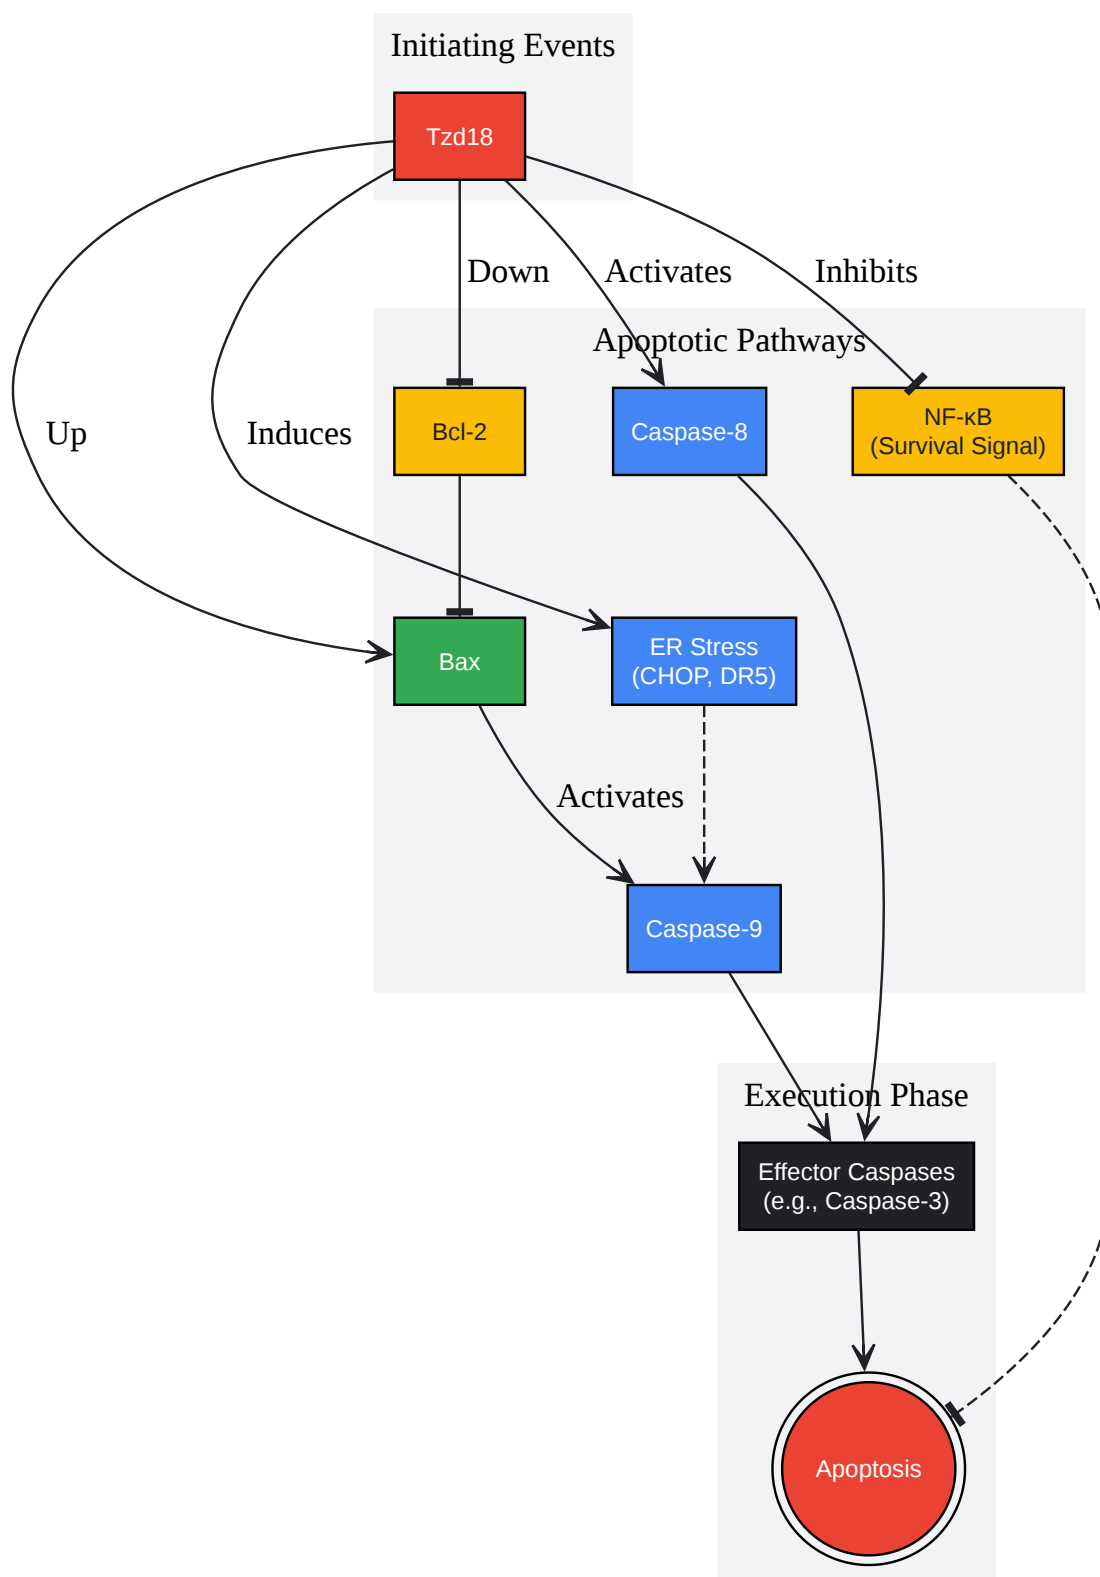 Initiating Events
Tzd18
Down
Activates
Inhibits
Apoptotic Pathways
Up
Induces
Bcl-2
Caspase-8
NF-κB
(Survival Signal)
Bax
ER Stress
(CHOP, DR5)
Activates
Caspase-9
Execution Phase
Effector Caspases
(e.g., Caspase-3)
Apoptosis